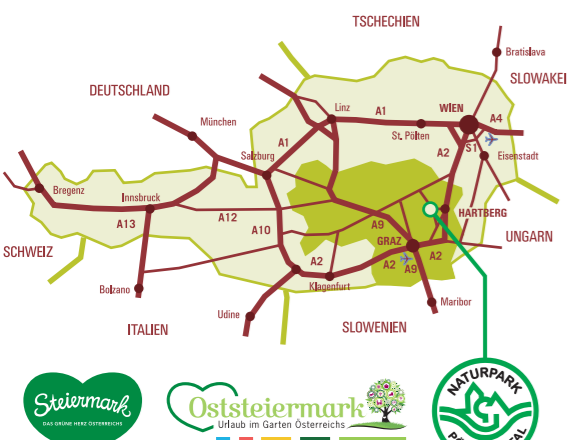 TSCHECHIEN
Bratislava
SLOWAKEI
DEUTSCHLAND
München
Linz
A1
WIEN
A4
St. Pölten
A1
A2
S1
Eisenstadt
Salzburg
Bregenz
Innsbruck
A13
A12
A10
A9
HARTBERG
GRAZ
A2
UNGARN
SCHWEIZ
A2
A2
A9
Klagenfurt
Bolzano
Maribor
Udine
ITALIEN
SLOWENIEN
Steiermark
DAS GRÜNE HERZ ÖSTERREICHS
Oststeiermark
Urlaub im Garten Österreichs
NATURPARK